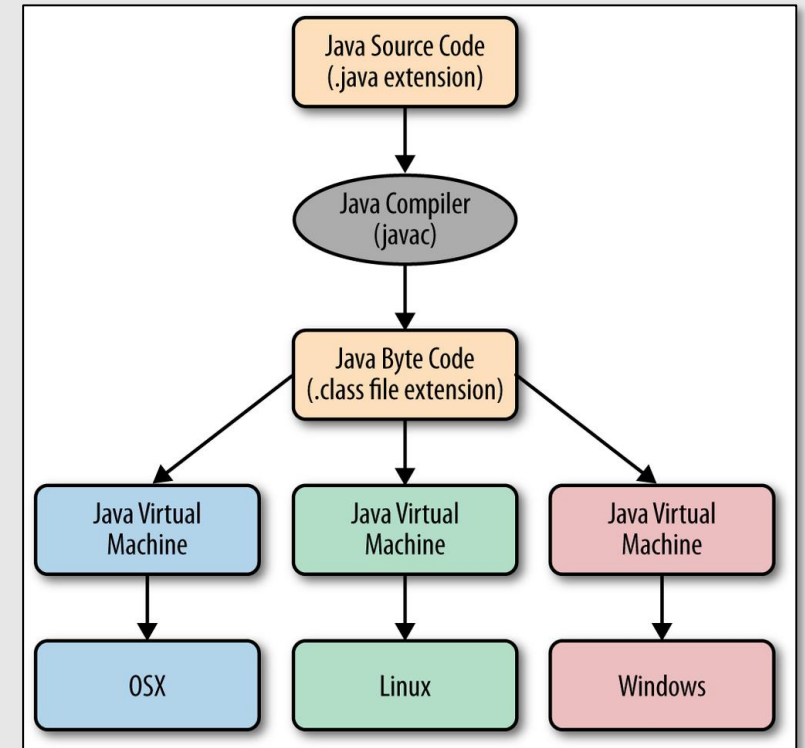 Java Source Code
(.java extension)
Java Compiler
(javac)
Java Byte Code
(.class file extension)
Java Virtual
Machine
Java Virtual
Machine
Java Virtual
Machine
OSX
Linux
Windows